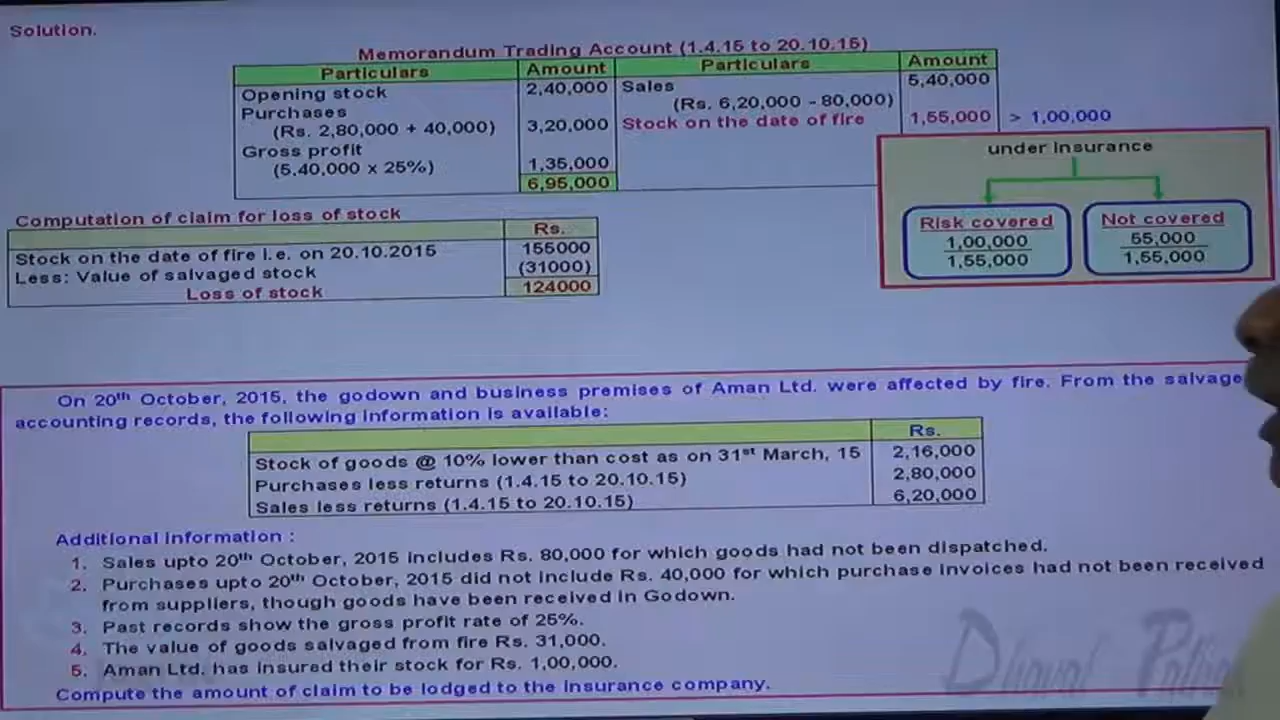 Solution.
Memorandum Trading Account (1.4.15 to 20.10.15)
Particulars Amount Particulars Amount
Opening stock 2,40,000 Sales 5,40,000
(Rs. 6,20,000 - 80,000)
Purchases
(Rs. 2,80,000 + 40,000) 3,20,000 Stock on the date of fire 1,55,000 > 1,00,000
Gross profit
(5,40,000 x 25%) 1,35,000
6,95,000
under Insurance
Risk covered Not covered
1,00,000 55,000
1,55,000 1,55,000
Computation of claim for loss of stock
Rs.
Stock on the date of fire i.e. on 20.10.2015 155000
Less: Value of salvaged stock (31000)
Loss of stock 124000
On 20th October, 2015, the godown and business premises of Aman Ltd. were affected by fire. From the salvage
accounting records, the following information is available:
Rs.
Stock of goods @ 10% lower than cost as on 31st March, 15 2,16,000
Purchases less returns (1.4.15 to 20.10.15) 2,80,000
Sales less returns (1.4.15 to 20.10.15) 6,20,000
Additional information :
1. Sales upto 20th October, 2015 includes Rs. 80,000 for which goods had not been dispatched.
2. Purchases upto 20th October, 2015 did not include Rs. 40,000 for which purchase invoices had not been received
from suppliers, though goods have been received in Godown.
3. Past records show the gross profit rate of 25%.
4. The value of goods salvaged from fire Rs. 31,000.
5. Aman Ltd. has insured their stock for Rs. 1,00,000.
Compute the amount of claim to be lodged to the insurance company.